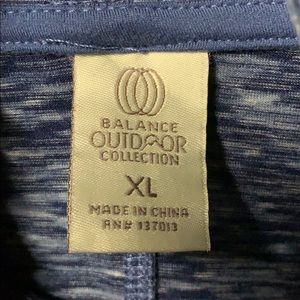 BALANCE
OUTDOOR
COLLECTION
XL
MADE IN CHINA
RN# 137013